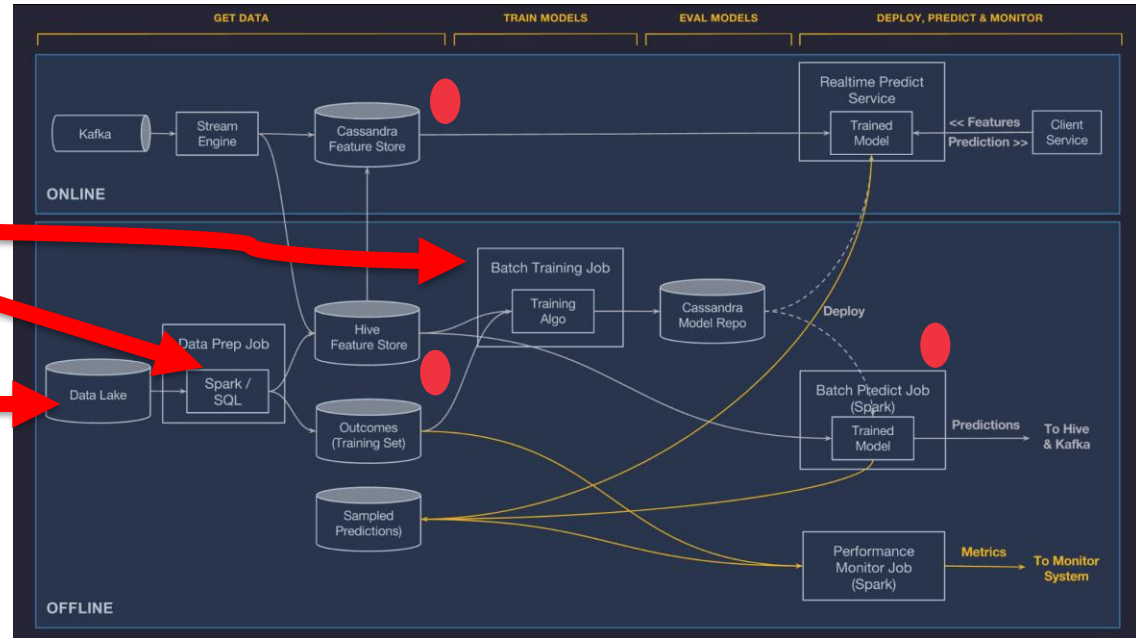 GET DATA
TRAIN MODELS
EVAL MODELS
DEPLOY, PREDICT & MONITOR
Kafka
Stream
Engine
Cassandra
Feature Store
Realtime Predict
Service
Trained
Model
<< Features
Prediction >>
Client
Service
ONLINE
Batch Training Job
Training
Algo
Cassandra
Model Repo
Deploy
Hive
Feature Store
Data Prep Job
Spark /
SQL
Data Lake
Outcomes
(Training Set)
Batch Predict Job
(Spark)
Trained
Model
Predictions
To Hive
& Kafka
Sampled
Predictions)
Performance
Monitor Job
(Spark)
Metrics
To Monitor
System
OFFLINE